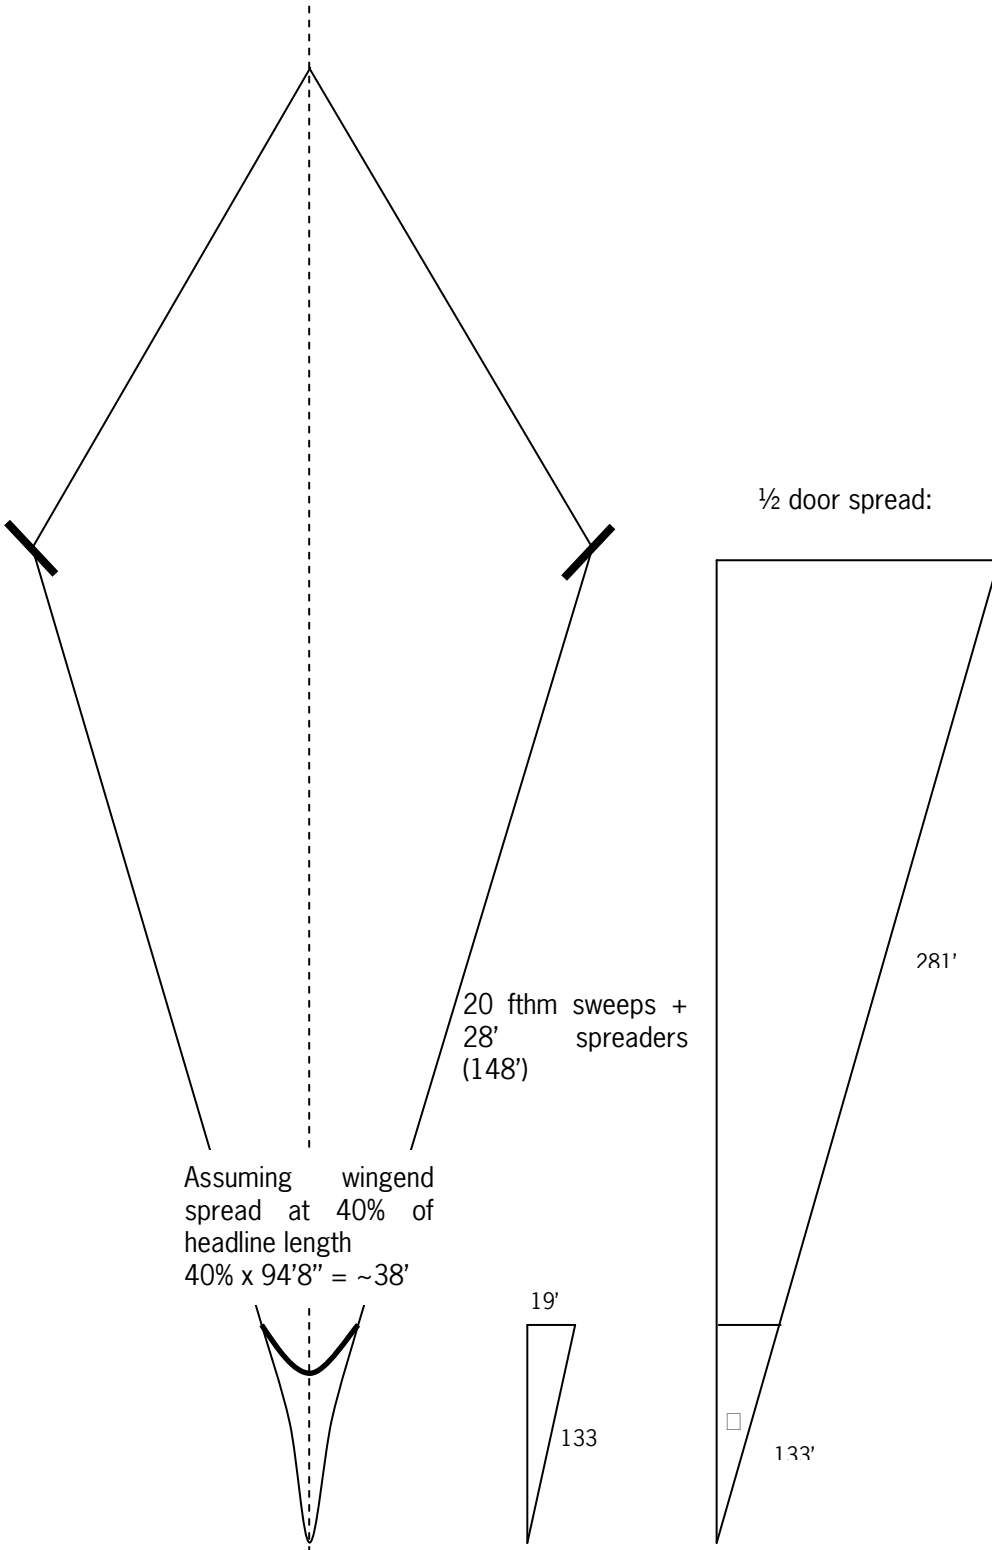 ½ door spread:
281’
20 fthm sweeps +
28’ spreaders
(148’)
Assuming wingend
spread at 40% of
headline length
40% x 94’8” = ~38’
19’
133
133’